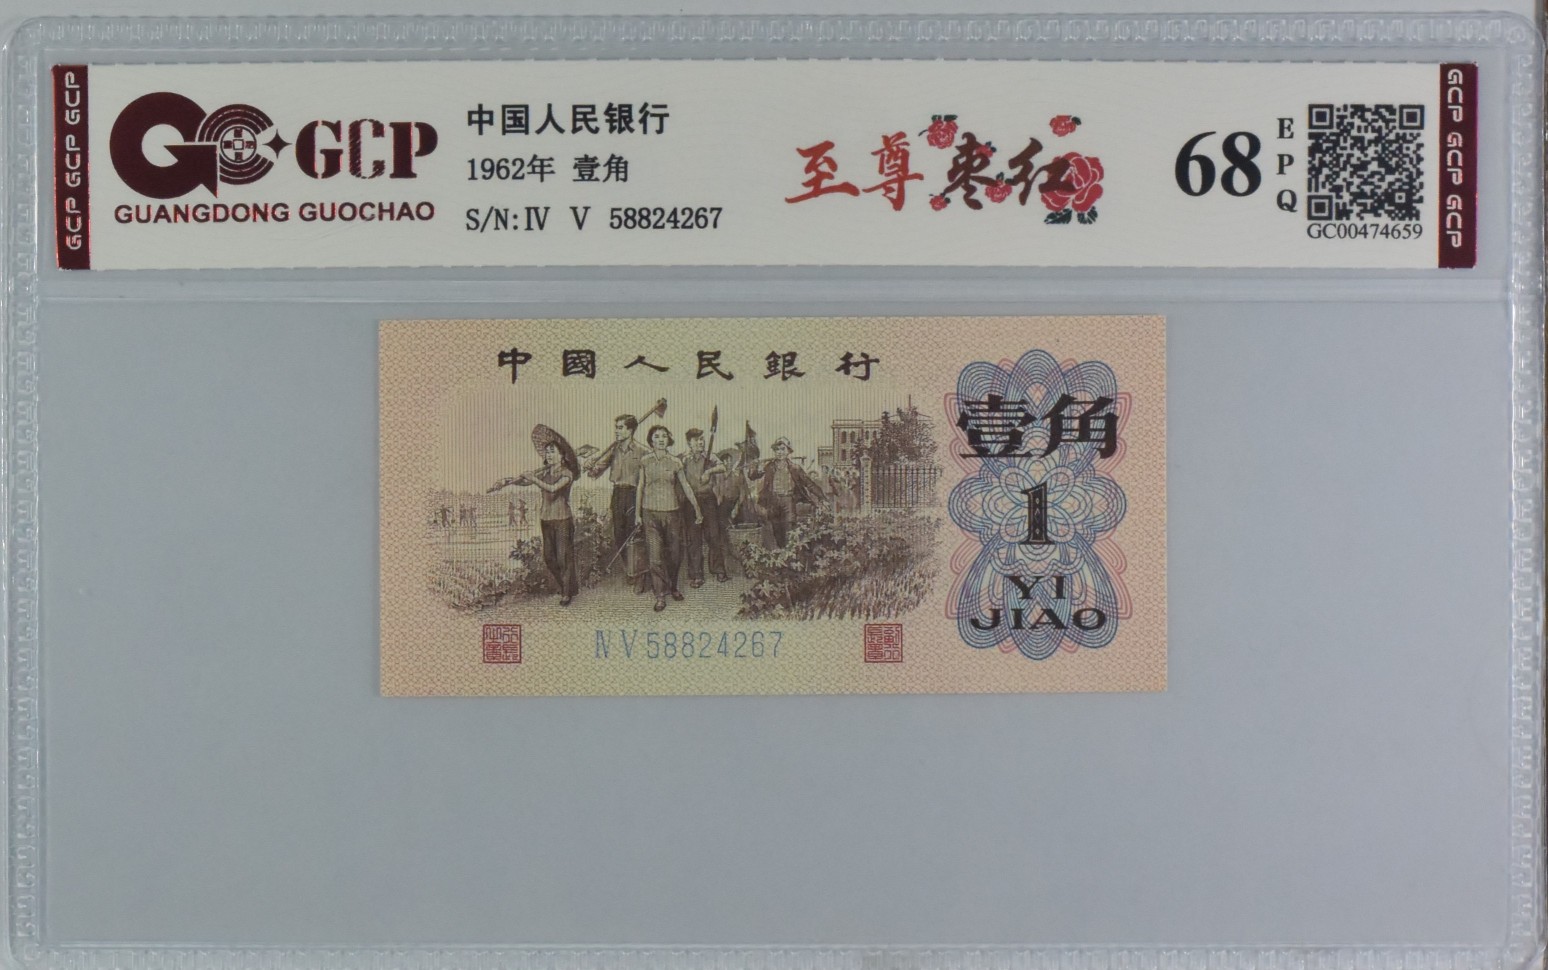 GCP GCP GCP
GCP
GUANGDONG GUOCHAO
中国人民银行
1962年 壹角
S/N:Ⅳ Ⅴ 58824267
至尊枣红
68
EPQ
GC00474659
GCP GCP GCP
中國人民銀行
壹角
1
YI
JIAO
Ⅳ Ⅴ 58824267